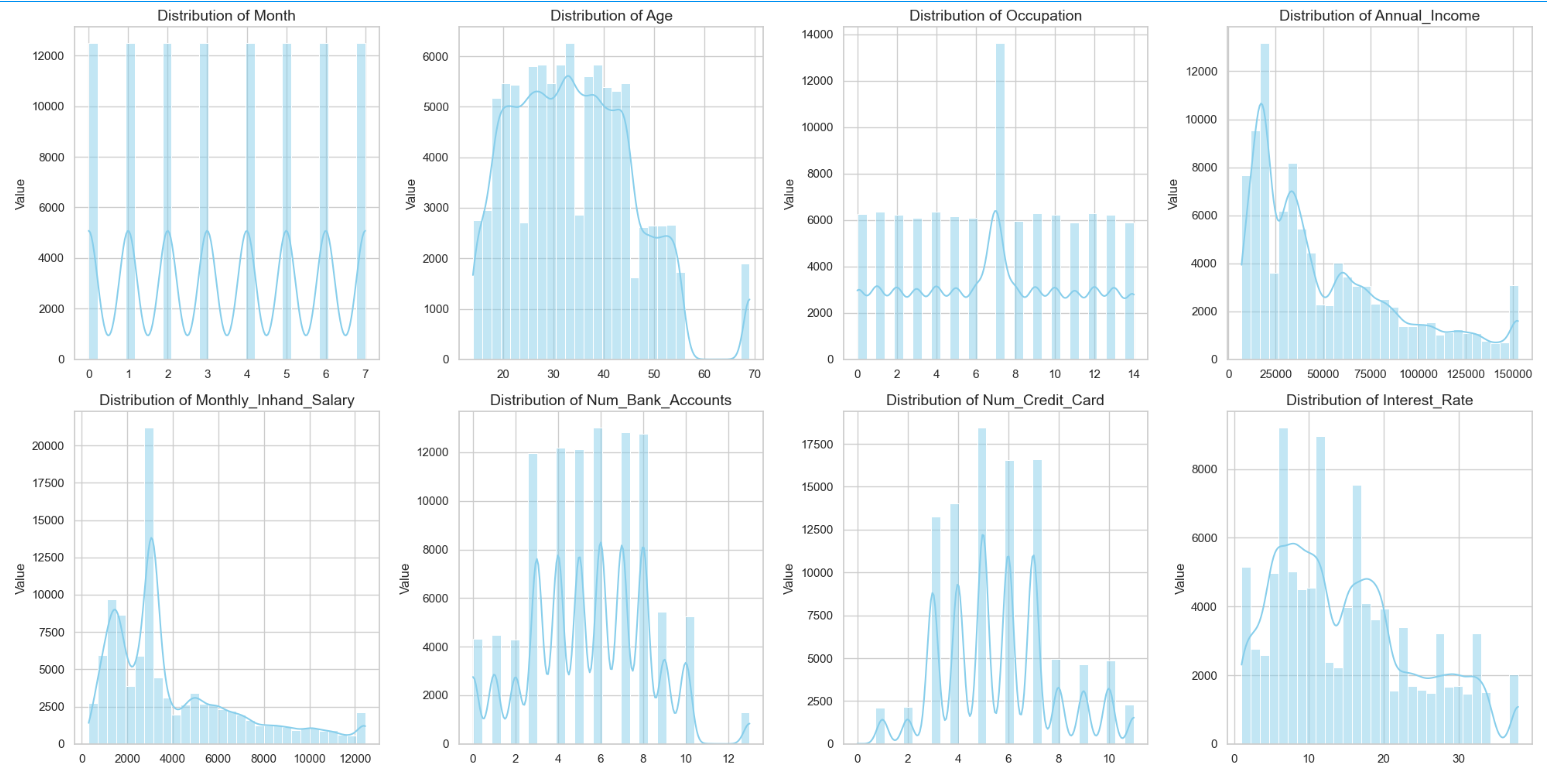 Distribution of Month
Distribution of Age
Distribution of Occupation
Distribution of Annual_Income
Value
12000
10000
8000
6000
4000
2000
0
0 1 2 3 4 5 6 7
Value
6000
5000
4000
3000
2000
1000
0
20 30 40 50 60 70
Value
14000
12000
10000
8000
6000
4000
2000
0
0 2 4 6 8 10 12 14
Value
12000
10000
8000
6000
4000
2000
0
0 25000 50000 75000 100000 125000 150000
Distribution of Monthly_Inhand_Salary
Distribution of Num_Bank_Accounts
Distribution of Num_Credit_Card
Distribution of Interest_Rate
Value
20000
17500
15000
12500
10000
7500
5000
2500
0
0 2000 4000 6000 8000 10000 12000
Value
12000
10000
8000
6000
4000
2000
0
0 2 4 6 8 10 12
Value
17500
15000
12500
10000
7500
5000
2500
0
0 2 4 6 8 10
Value
8000
6000
4000
2000
0
0 10 20 30